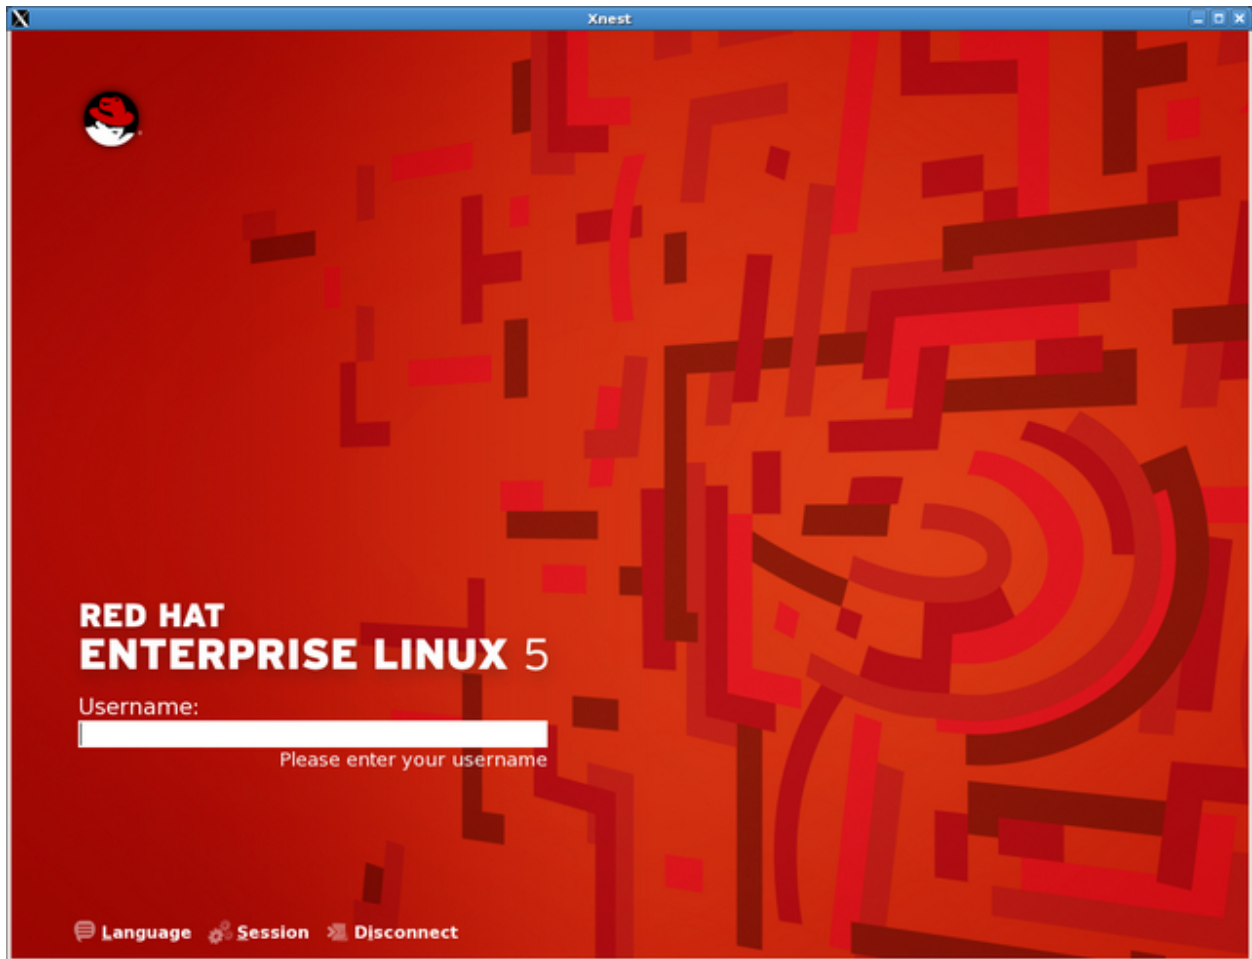 Xnest
RED HAT
ENTERPRISE LINUX 5
Username:
Please enter your username
Language Session Disconnect